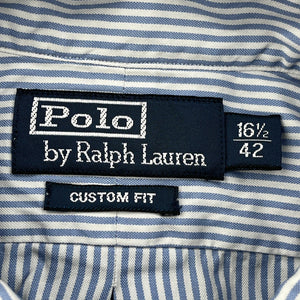 Polo
by Ralph Lauren
16½
42
CUSTOM FIT